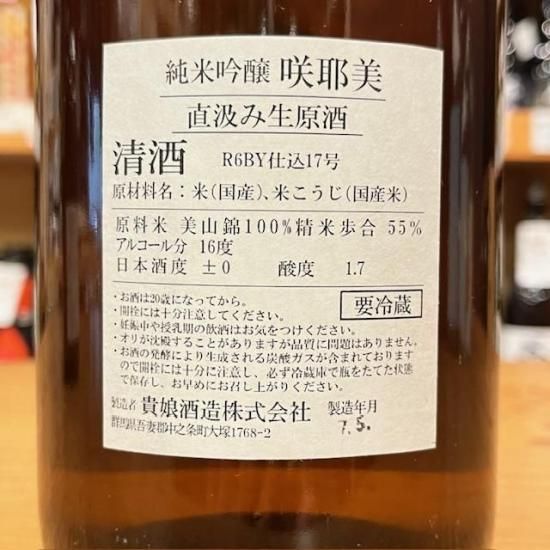 純米吟醸 咲耶美
直汲み生原酒
清酒 R6BY仕込17号
原材料名：米(国産)、米こうじ(国産米)
原料米 美山錦100%精米歩合 55%
アルコール分 16度
日本酒度 ±0 酸度 1.7
・お酒は20歳になってから。
・開栓には十分注意してください。
・妊娠中や授乳期の飲酒はお気をつけください。
・オリが沈殿することがありますが品質に問題はありません。
・お酒の発酵により生成される炭酸ガスが含まれております
ので開栓には十分に注意し、必ず冷蔵庫で瓶をたてた状態
で保存し、お早めにお召し上がりください。
要冷蔵
製造者 貴娘酒造株式会社 製造年月
群馬県吾妻郡中之条町大塚1768-2 7.5.